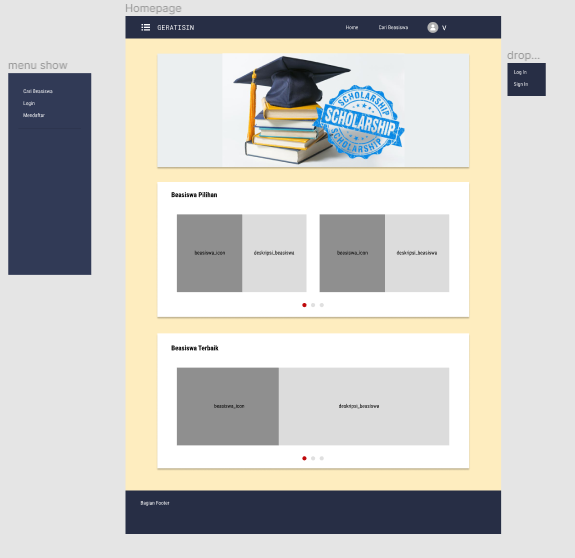 Homepage
GERATISIN
Home
Cari Beasiswa
V
menu show
Cari Beasiswa
Login
Mendaftar
drop...
Log In
Sign In
SCHOLARSHIP
SCHOLARSHIP
SCHOLARSHIP
Beasiswa Pilihan
beasiswa_icon
deskripsi_beasiswa
beasiswa_icon
deskripsi_beasiswa
Beasiswa Terbaik
beasiswa_icon
deskripsi_beasiswa
Bagian Footer